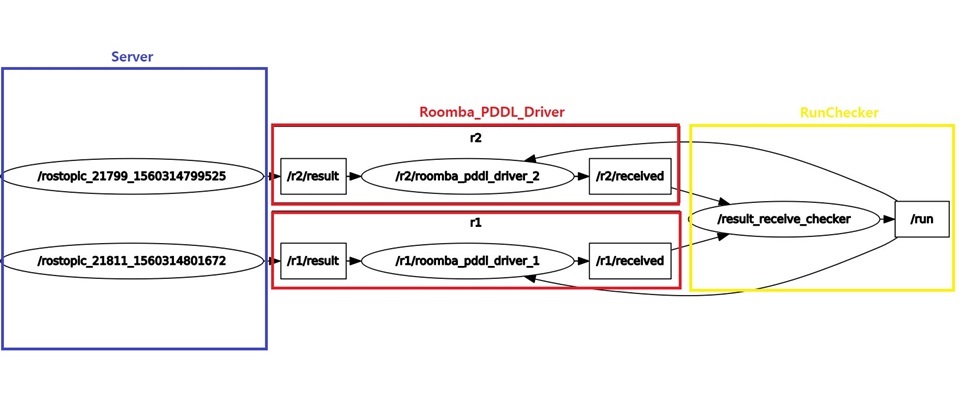 Server
Roomba_PDDL_Driver
RunChecker
r2
/rostopic_21799_1560314799525
/r2/result
/r2/roomba_pddl_driver_2
/r2/received
/result_receive_checker
/run
r1
/rostopic_21811_1560314801672
/r1/result
/r1/roomba_pddl_driver_1
/r1/received